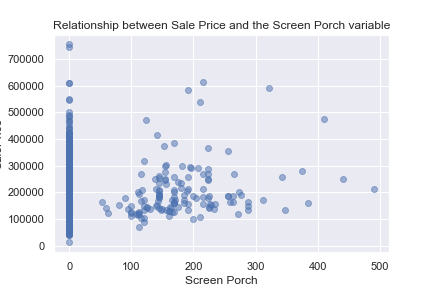 Relationship between Sale Price and the Screen Porch variable
700000
600000
500000
400000
300000
200000
100000
0
0 100 200 300 400 500
Screen Porch